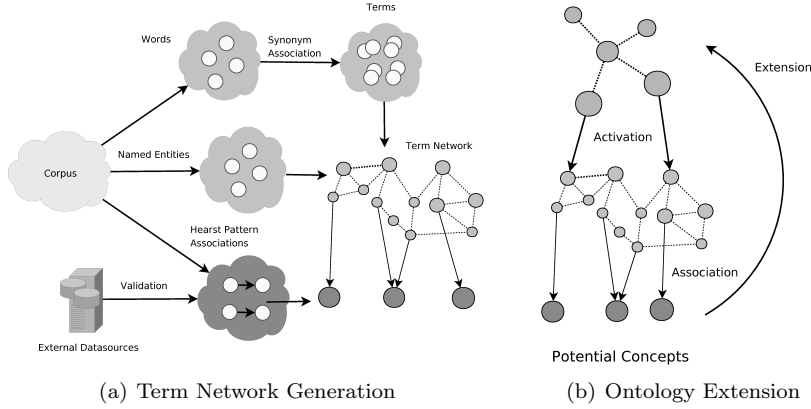 Terms
Words
Synonym
Association
Named Entities
Term Network
Corpus
Hearst Pattern
Associations
Validation
External Datasources
(a) Term Network Generation
Extension
Activation
Association
Potential Concepts
(b) Ontology Extension